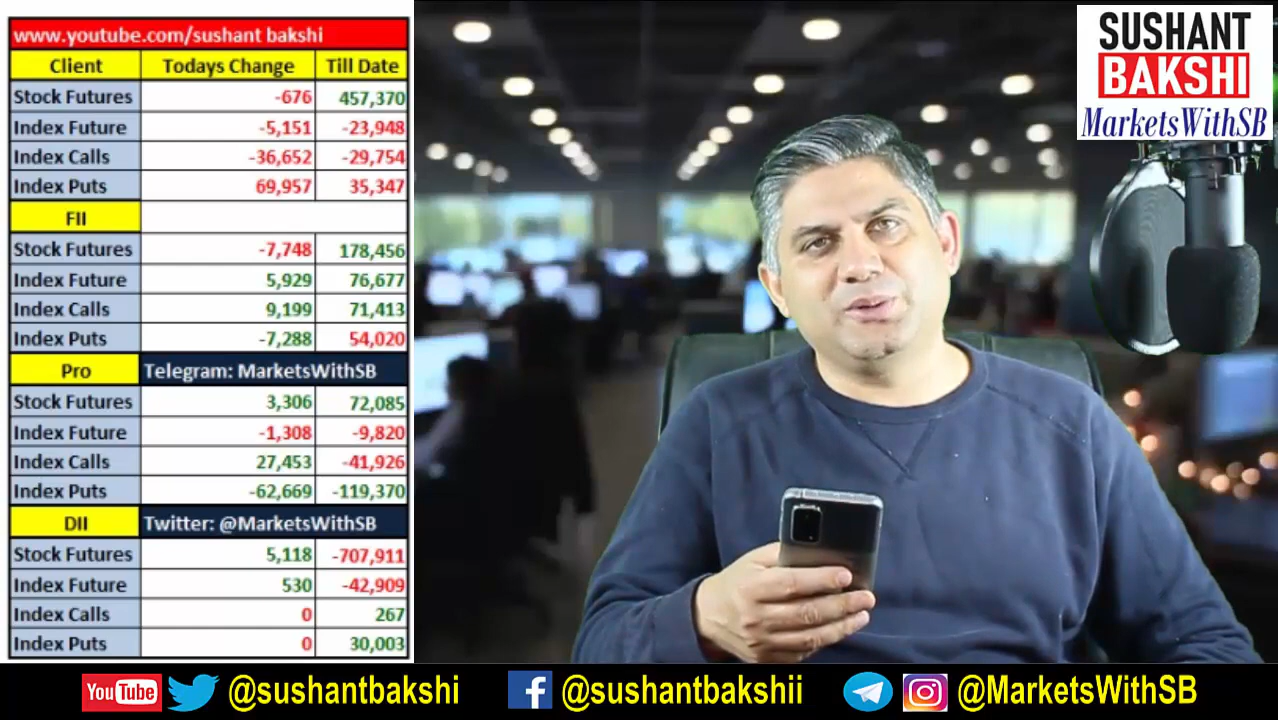 www.youtube.com/sushant bakshi
Client Todays Change Till Date
Stock Futures -676 457,370
Index Future -5,151 -23,948
Index Calls -36,652 -29,754
Index Puts 69,957 35,347
FII
Stock Futures -7,748 178,456
Index Future 5,929 76,677
Index Calls 9,199 71,413
Index Puts -7,288 54,020
Pro Telegram: MarketsWithSB
Stock Futures 3,306 72,085
Index Future -1,308 -9,820
Index Calls 27,453 -41,926
Index Puts -62,669 -119,370
DII Twitter: @MarketsWithSB
Stock Futures 5,118 -707,911
Index Future 530 -42,909
Index Calls 0 267
Index Puts 0 30,003
SUSHANT
BAKSHI
MarketsWithSB
YouTube @sushantbakshi @sushantbakshii @MarketsWithSB